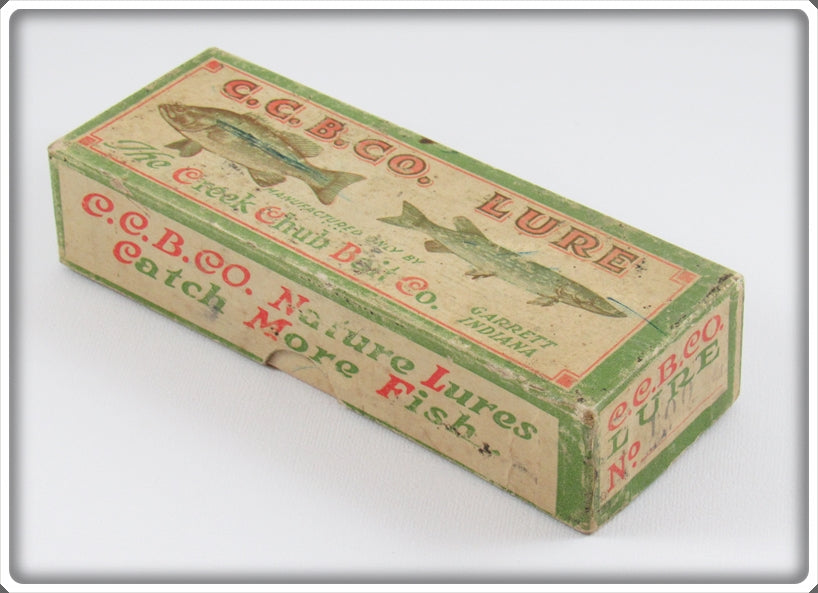 C.C.B.CO. LURE
MANUFACTURED ONLY BY
The Creek Chub Bait Co.
GARRETT
INDIANA
C.C.B.CO. Nature Lures
Catch More Fish
C.C.B.CO.
LURE
No 100